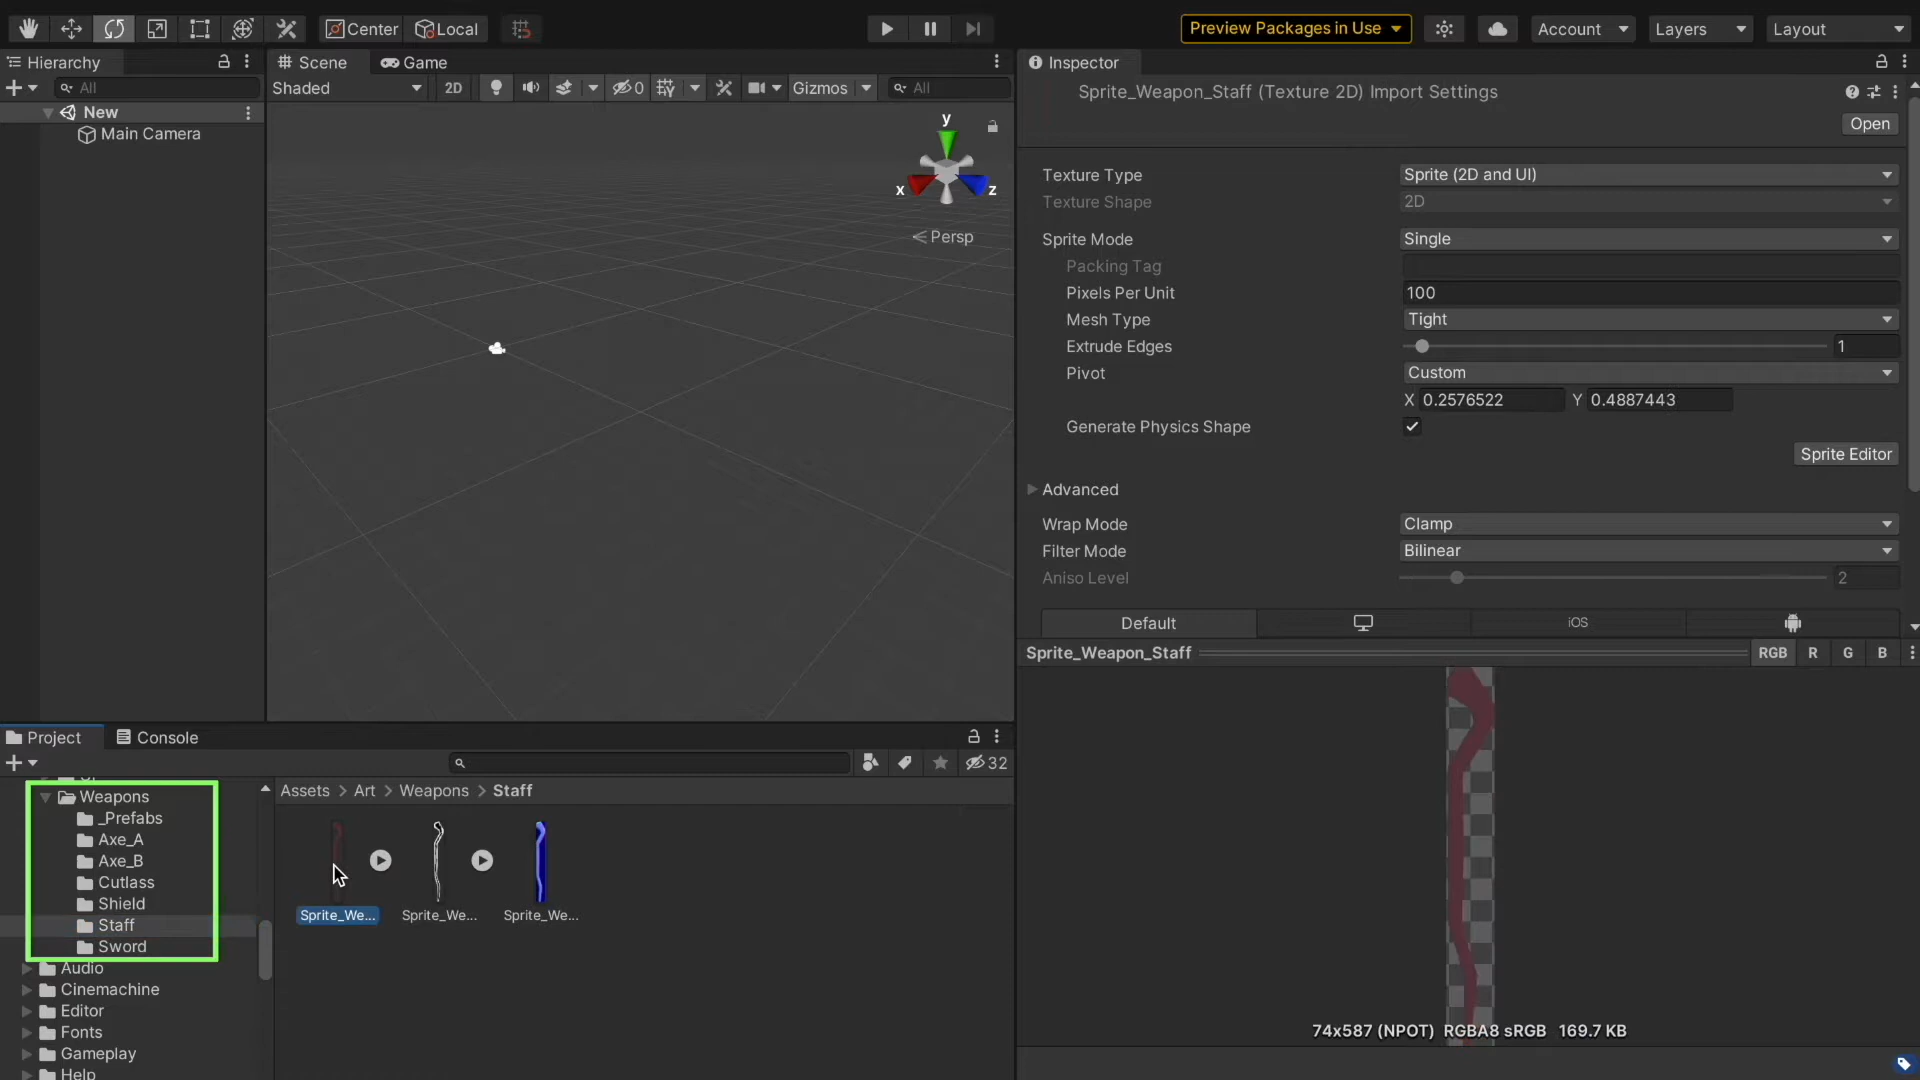 Center Local Preview Packages in Use Account Layers Layout
Hierarchy
All
New
Main Camera
Scene Game
Shaded 2D 0 Gizmos All
y
x z
Persp
Inspector
Sprite_Weapon_Staff (Texture 2D) Import Settings
Open
Texture Type Sprite (2D and UI)
Texture Shape 2D
Sprite Mode Single
Packing Tag
Pixels Per Unit 100
Mesh Type Tight
Extrude Edges 1
Pivot Custom
X 0.2576522 Y 0.4887443
Generate Physics Shape
Sprite Editor
Advanced
Wrap Mode Clamp
Filter Mode Bilinear
Aniso Level 2
Default iOS
Sprite_Weapon_Staff RGB R G B
74x587 (NPOT) RGBA8 sRGB 169.7 KB
Project Console
32
Weapons
_Prefabs
Axe_A
Axe_B
Cutlass
Shield
Staff
Sword
Audio
Cinemachine
Editor
Fonts
Gameplay
Help
Assets > Art > Weapons > Staff
Sprite_We... Sprite_We... Sprite_We...